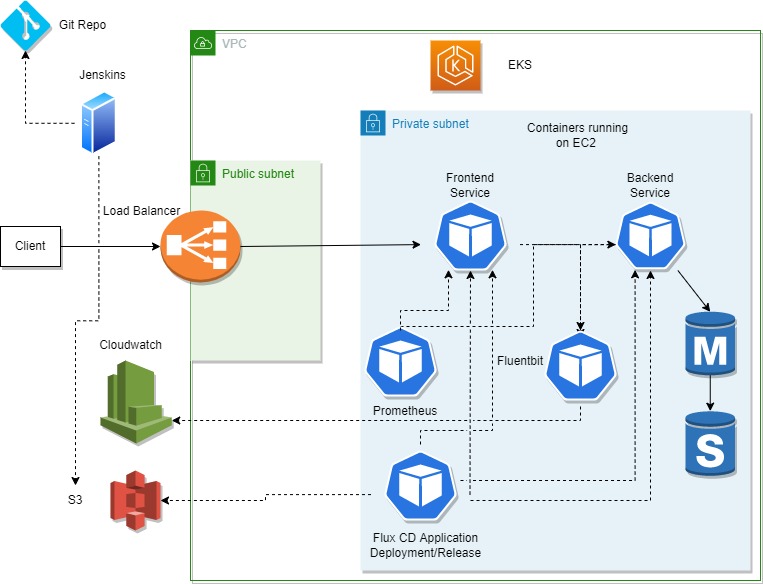 Git Repo
Jenskins
VPC
EKS
Private subnet
Containers running
on EC2
Public subnet
Frontend
Service
Backend
Service
Load Balancer
Client
Cloudwatch
Fluentbit
M
Prometheus
S
S3
Flux CD Application
Deployment/Release